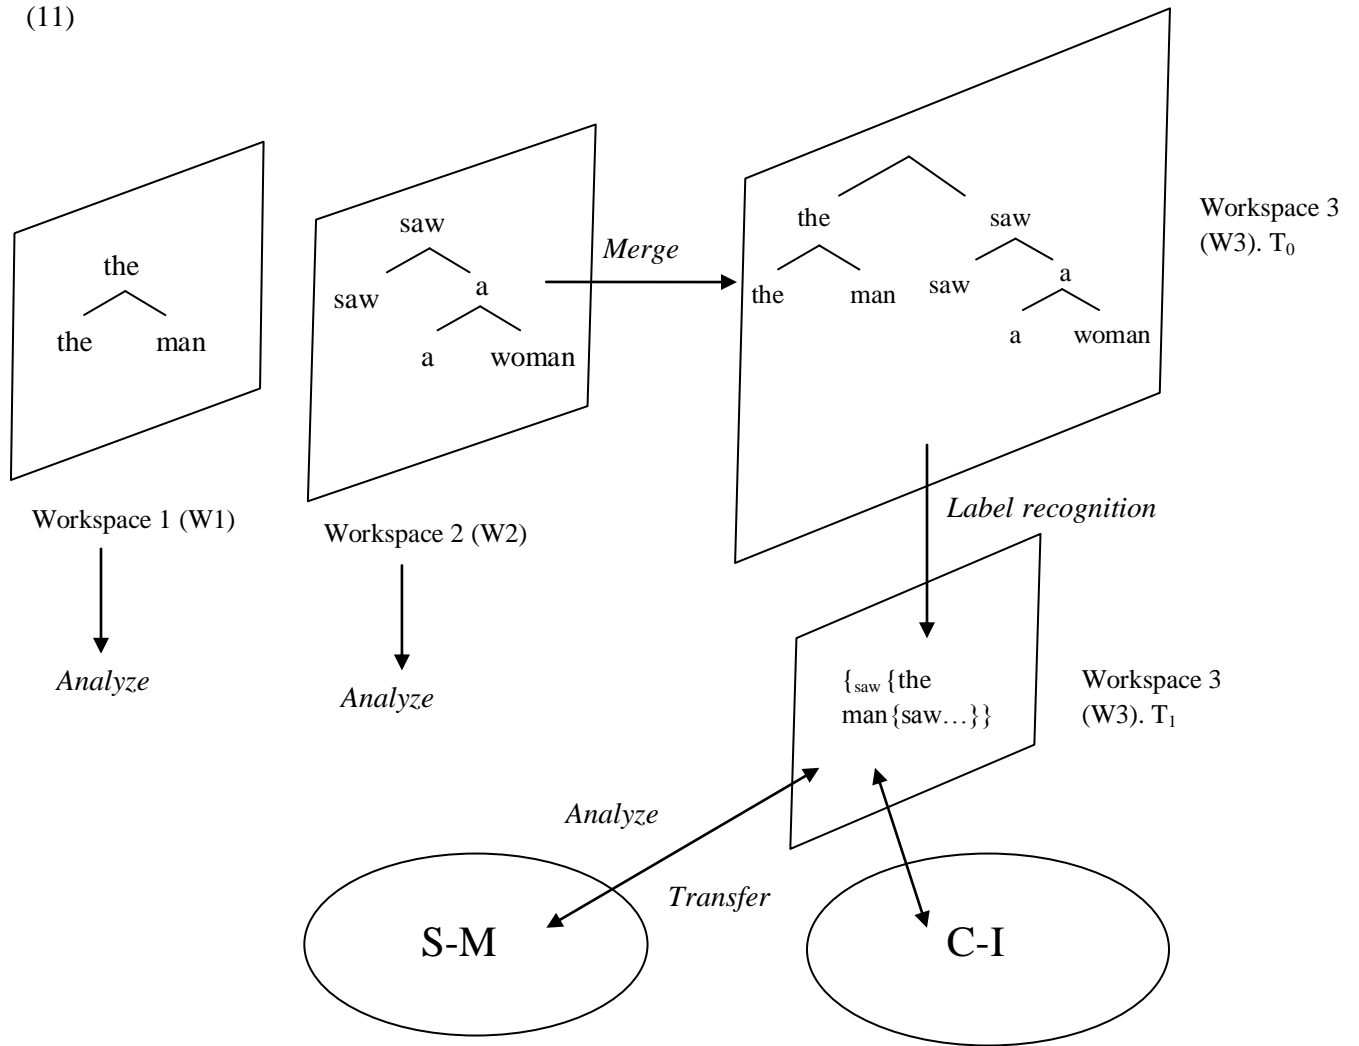 (11)
the
the man
Workspace 1 (W1)
Analyze
saw
saw a
a woman
Workspace 2 (W2)
Analyze
Merge
the saw
the man saw a
a woman
Workspace 3
(W3). T₀
Label recognition
{saw {the
man{saw…}}
Workspace 3
(W3). T₁
Analyze
Transfer
S-M
C-I